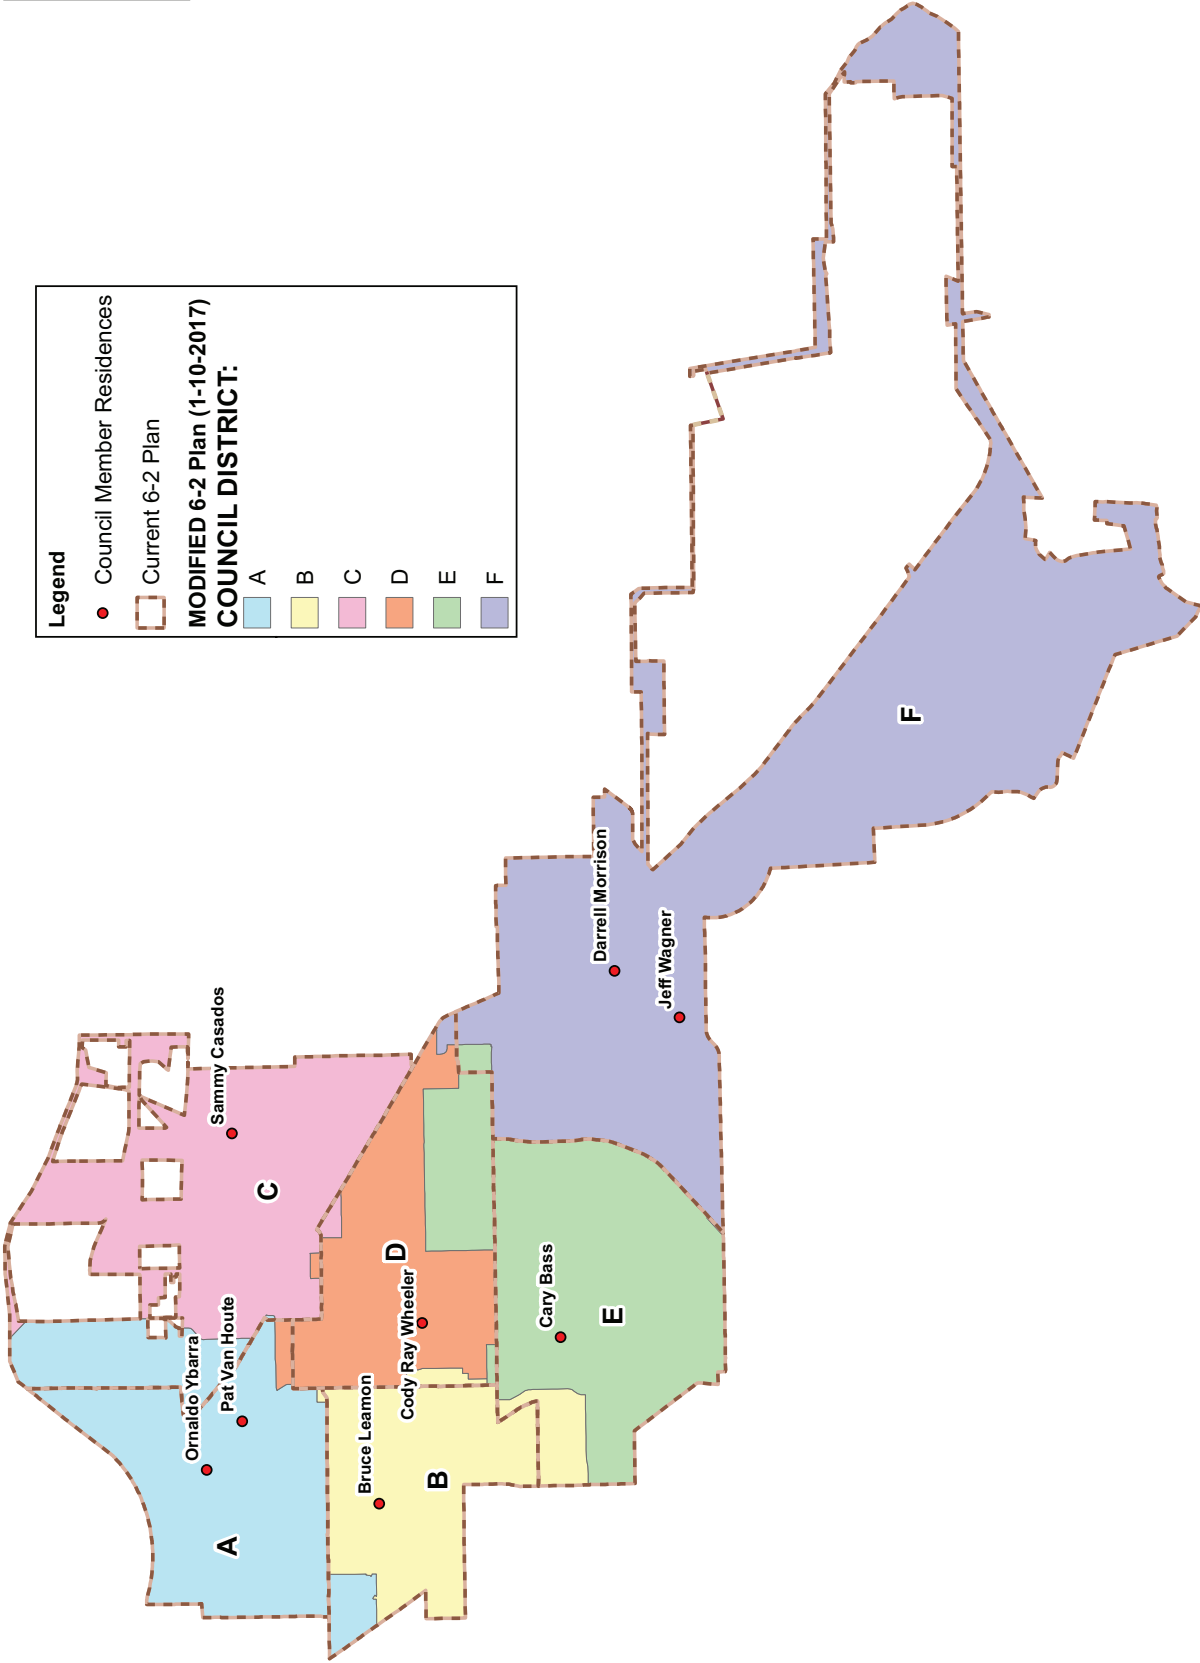 Legend
Council Member Residences
Current 6-2 Plan
MODIFIED 6-2 Plan (1-10-2017)
COUNCIL DISTRICT:
A
B
C
D
E
F
Ornaldo Ybarra
Pat Van Houte
Sammy Casados
A
C
Bruce Leamon
Cody Ray Wheeler
B
D
Cary Bass
E
Darrell Morrison
Jeff Wagner
F